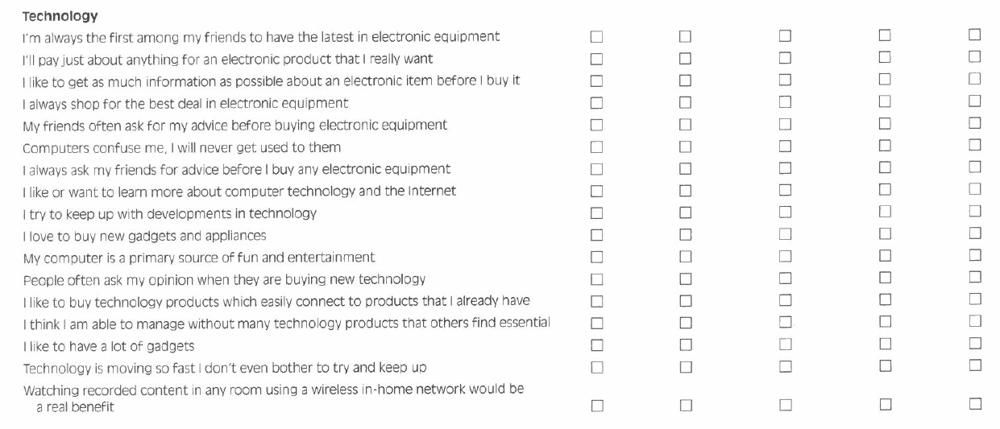 Technology
I'm always the first among my friends to have the latest in electronic equipment
I'll pay just about anything for an electronic product that I really want
I like to get as much information as possible about an electronic item before I buy it
I always shop for the best deal in electronic equipment
My friends often ask for my advice before buying electronic equipment
Computers confuse me, I will never get used to them
I always ask my friends for advice before I buy any electronic equipment
I like or want to learn more about computer technology and the Internet
I try to keep up with developments in technology
I love to buy new gadgets and appliances
My computer is a primary source of fun and entertainment
People often ask my opinion when they are buying new technology
I like to buy technology products which easily connect to products that I already have
I think I am able to manage without many technology products that others find essential
I like to have a lot of gadgets
Technology is moving so fast I don't even bother to try and keep up
Watching recorded content in any room using a wireless in-home network would be
a real benefit